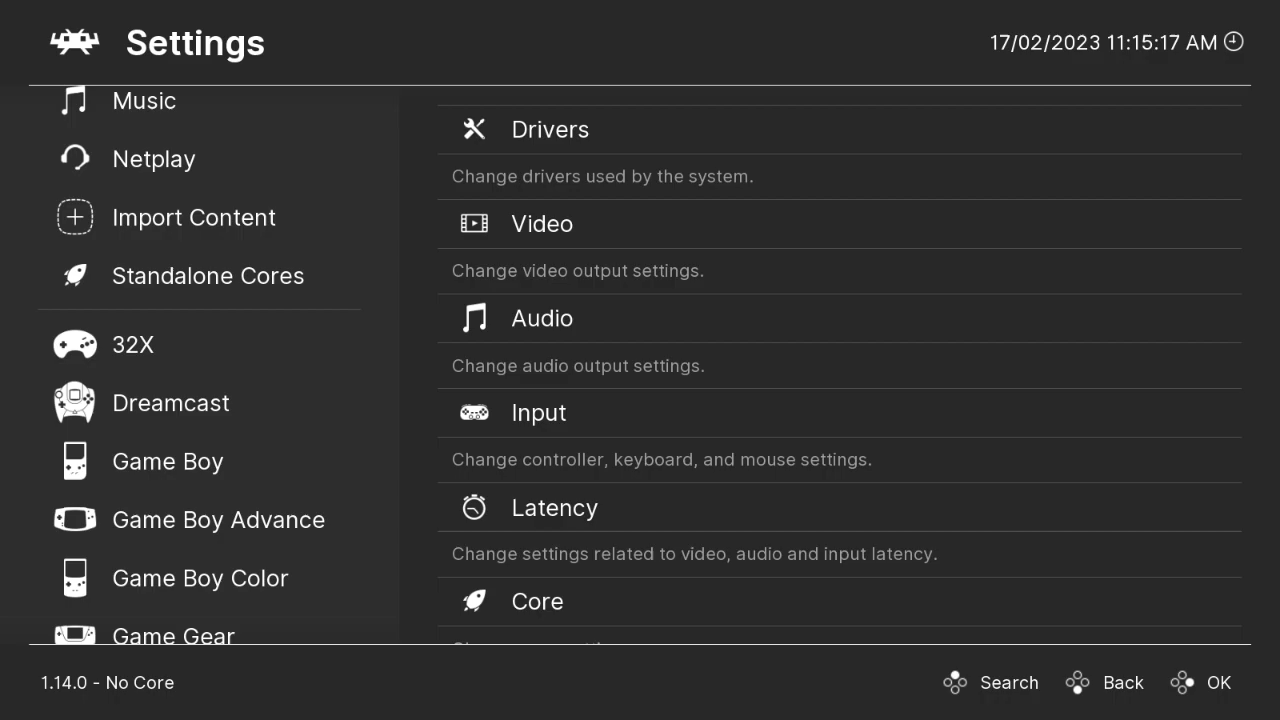 Settings
17/02/2023 11:15:17 AM
Music
Netplay
Import Content
Standalone Cores
32X
Dreamcast
Game Boy
Game Boy Advance
Game Boy Color
Game Gear
Drivers
Change drivers used by the system.
Video
Change video output settings.
Audio
Change audio output settings.
Input
Change controller, keyboard, and mouse settings.
Latency
Change settings related to video, audio and input latency.
Core
1.14.0 - No Core
Search
Back
OK